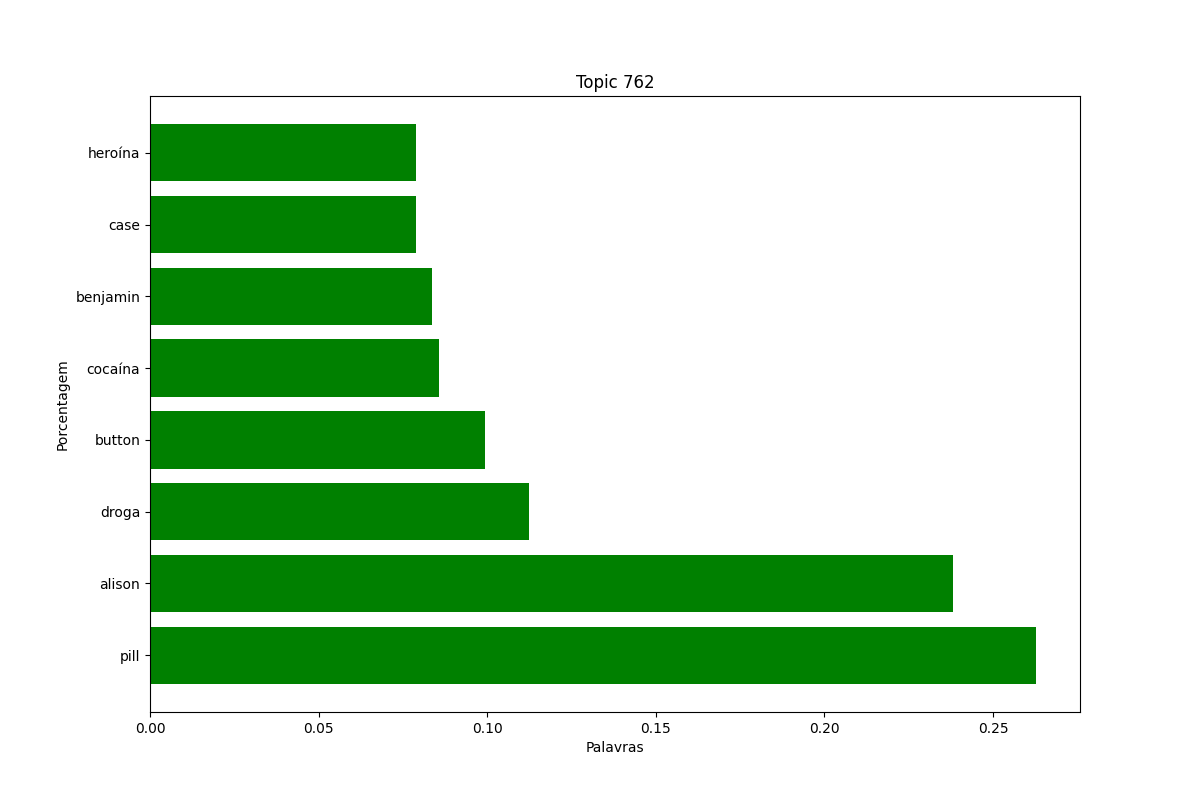 Topic 762
heroína
case
benjamin
cocaína
button
droga
alison
pill
Porcentagem
0.00 0.05 0.10 0.15 0.20 0.25
Palavras